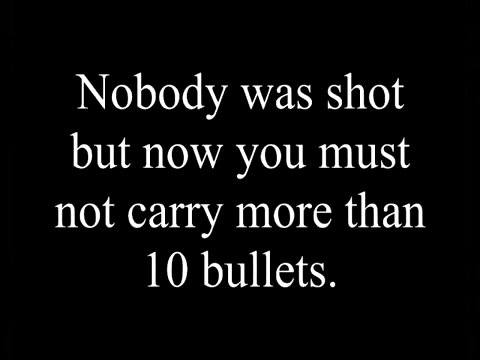 Nobody was shot
but now you must
not carry more than
10 bullets.